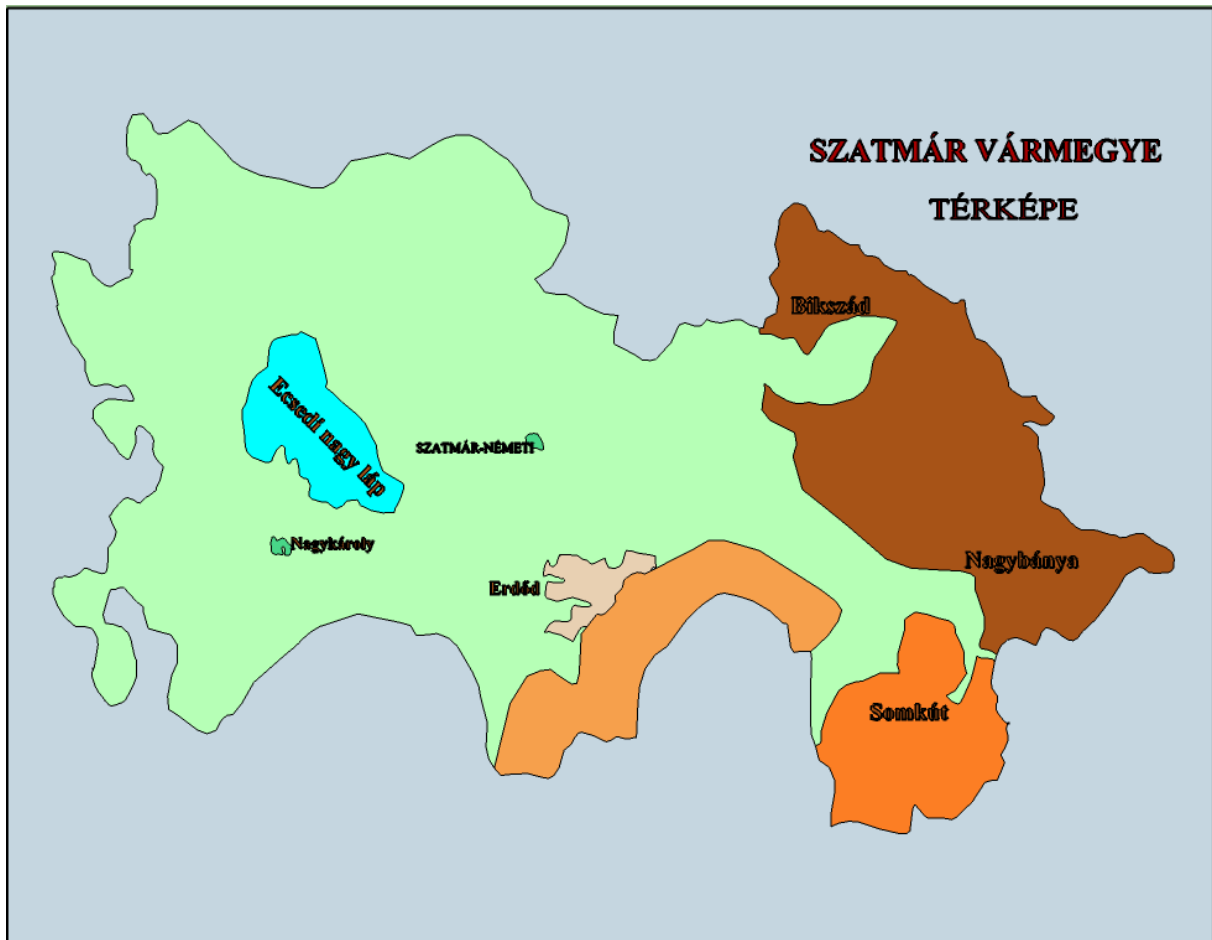 SZATMÁR VÁRMEGYE
TÉRKÉPE
Bikszád
Ecsedi nagy láp
SZATMÁR-NÉMETI
Nagykároly
Nagybánya
Erdőd
Somkút